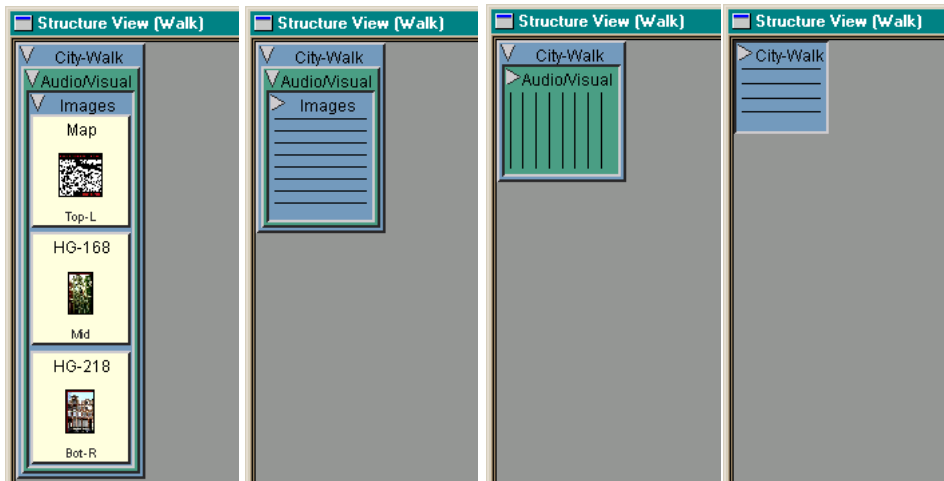 Structure View (Walk)
City-Walk
Audio/Visual
Images
Map
Top-L
HG-168
Mid
HG-218
Bot-R
Structure View (Walk)
City-Walk
Audio/Visual
Images
Structure View (Walk)
City-Walk
Audio/Visual
Structure View (Walk)
City-Walk